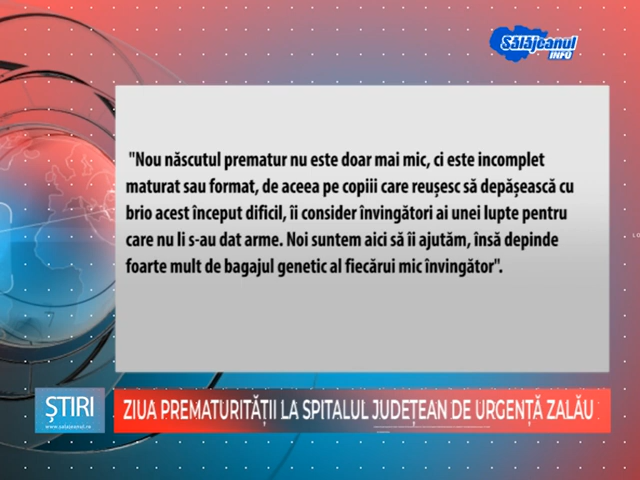 Sălăjeanul
INFO
"Nou născutul prematur nu este doar mai mic, ci este incomplet
maturat sau format, de aceea pe copiii care reușesc să depășească cu
brio acest început dificil, îi consider învingători ai unei lupte pentru
care nu li s-au dat arme. Noi suntem aici să îi ajutăm, însă depinde
foarte mult de bagajul genetic al fiecărui mic învingător".
ȘTIRI
www.salajeanul.ro
ZIUA PREMATURITĂȚII LA SPITALUL JUDEȚEAN DE URGENȚĂ ZALĂU